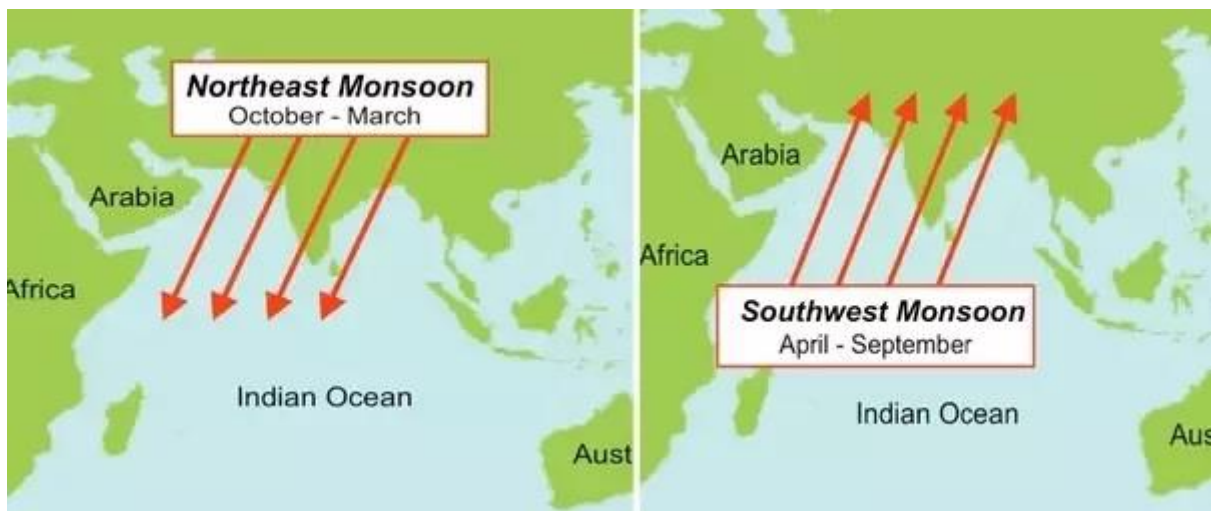 Northeast Monsoon
October - March
Arabia
Africa
Indian Ocean
Aust
Arabia
Africa
Southwest Monsoon
April - September
Indian Ocean
Aus